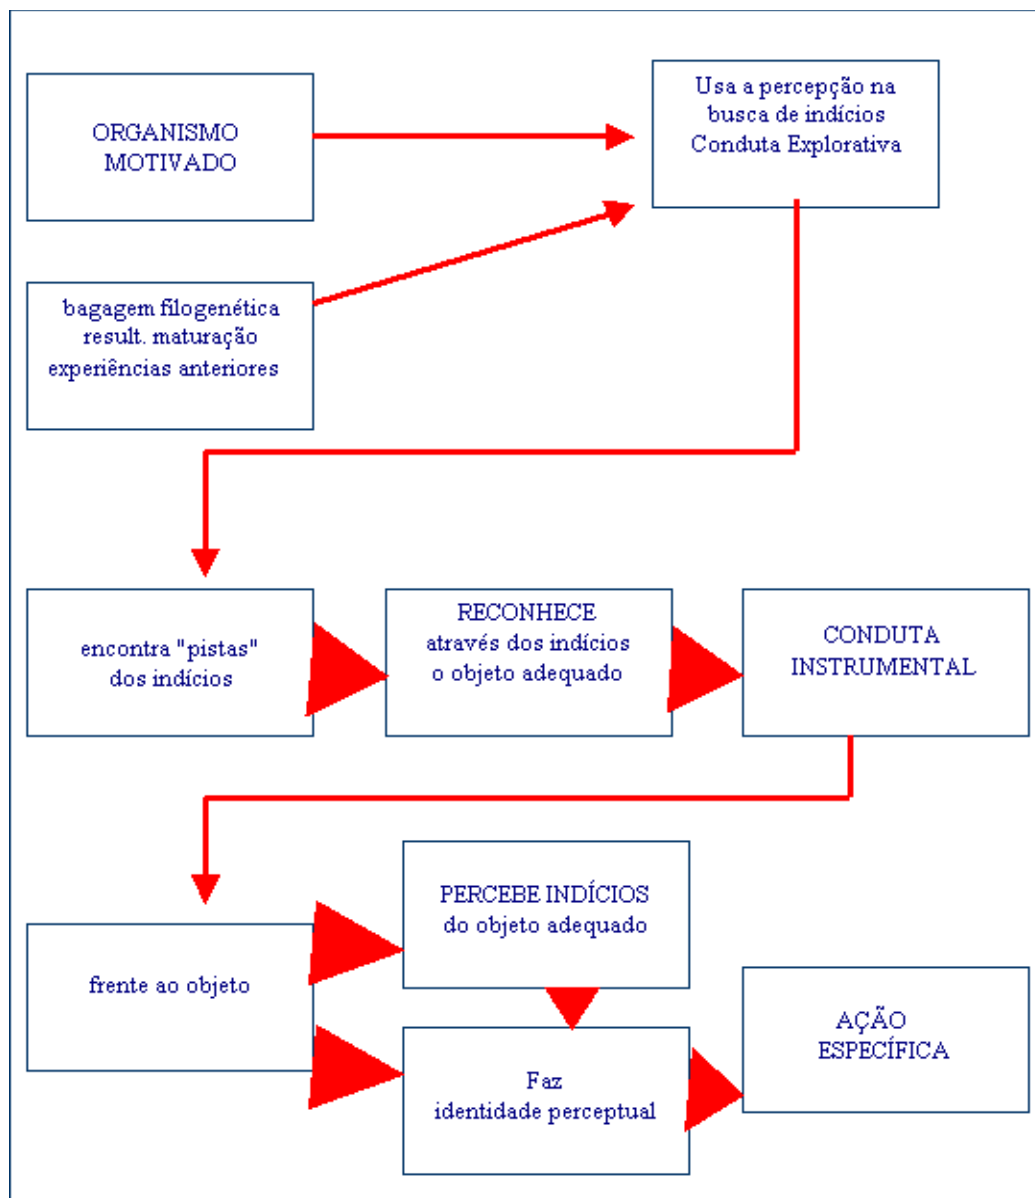 ORGANISMO
MOTIVADO
Usa a percepção na
busca de indícios
Conduta Explorativa
bagagem filogenética
result. maturação
experiências anteriores
encontra "pistas"
dos indícios
RECONHECE
através dos indícios
o objeto adequado
CONDUTA
INSTRUMENTAL
PERCEBE INDÍCIOS
do objeto adequado
frente ao objeto
AÇÃO
ESPECÍFICA
Faz
identidade perceptual